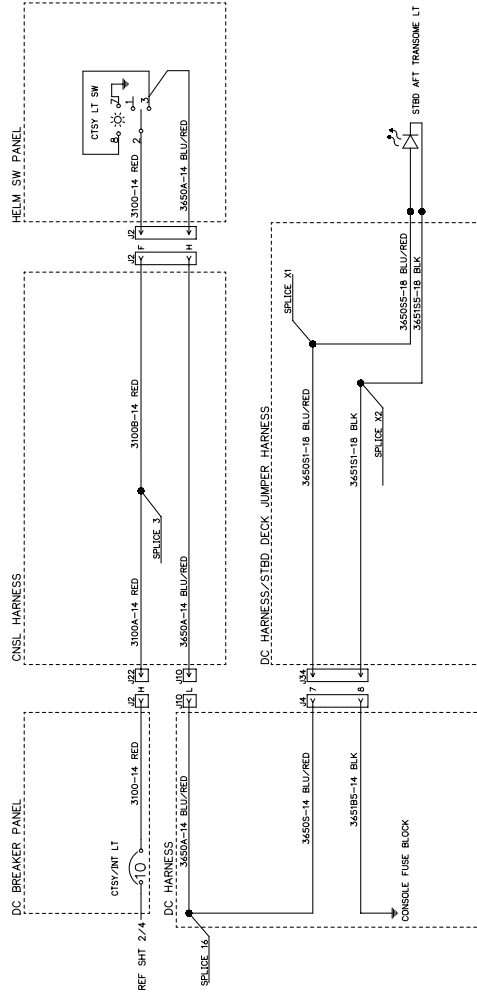 DC BREAKER PANEL
CTSY/INT LT
10
REF SHT 2/4
3100-14 RED
J2
H
J22
CNSL HARNESS
3100A-14 RED
SPLICE 3
3100B-14 RED
3650A-14 BLU/RED
J2
F
H
J2
HELM SW PANEL
3100-14 RED
3650A-14 BLU/RED
CTSY LT SW
8
7
1
2
3
DC HARNESS
3650A-14 BLU/RED
J10
L
J10
SPLICE 16
3650S-14 BLU/RED
3651B5-14 BLK
CONSOLE FUSE BLOCK
J4
7
8
J34
DC HARNESS/STBD DECK JUMPER HARNESS
3650S1-18 BLU/RED
3651S1-18 BLK
SPLICE X1
SPLICE X2
3650S5-18 BLU/RED
3651S5-18 BLK
STBD AFT TRANSOME LT